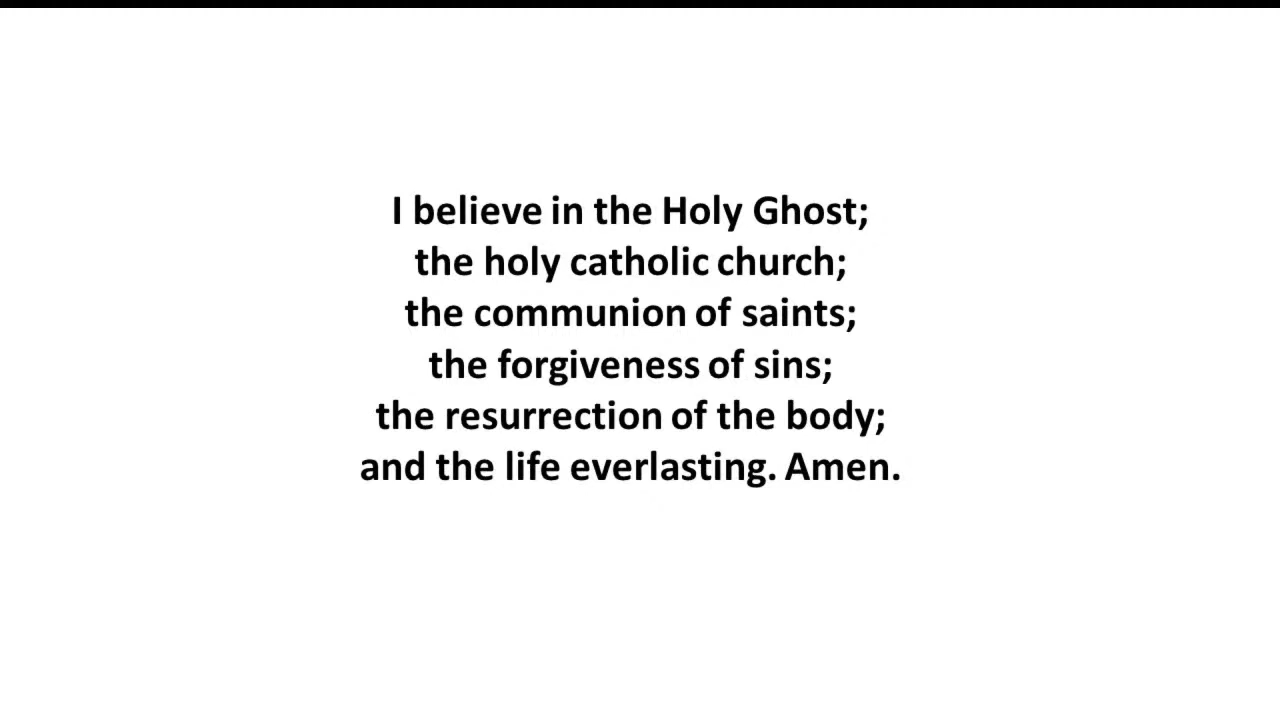 I believe in the Holy Ghost;
the holy catholic church;
the communion of saints;
the forgiveness of sins;
the resurrection of the body;
and the life everlasting. Amen.